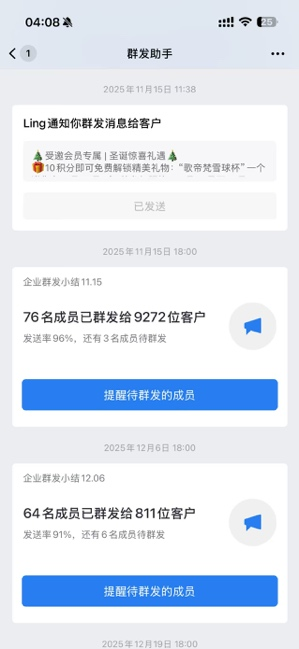 04:08
25
1
群发助手
2025年11月15日 11:38
Ling通知你群发消息给客户
🎄受邀会员专属 | 圣诞惊喜礼遇🎄
🎁10积分即可免费解锁精美礼物：“歌帝梵雪球杯”一个
已发送
2025年11月15日 18:00
企业群发小结11.15
76名成员已群发给9272位客户
发送率96%，还有3名成员待群发
提醒待群发的成员
2025年12月6日 18:00
企业群发小结12.06
64名成员已群发给811位客户
发送率91%，还有6名成员待群发
提醒待群发的成员
2025年12月19日 18:00